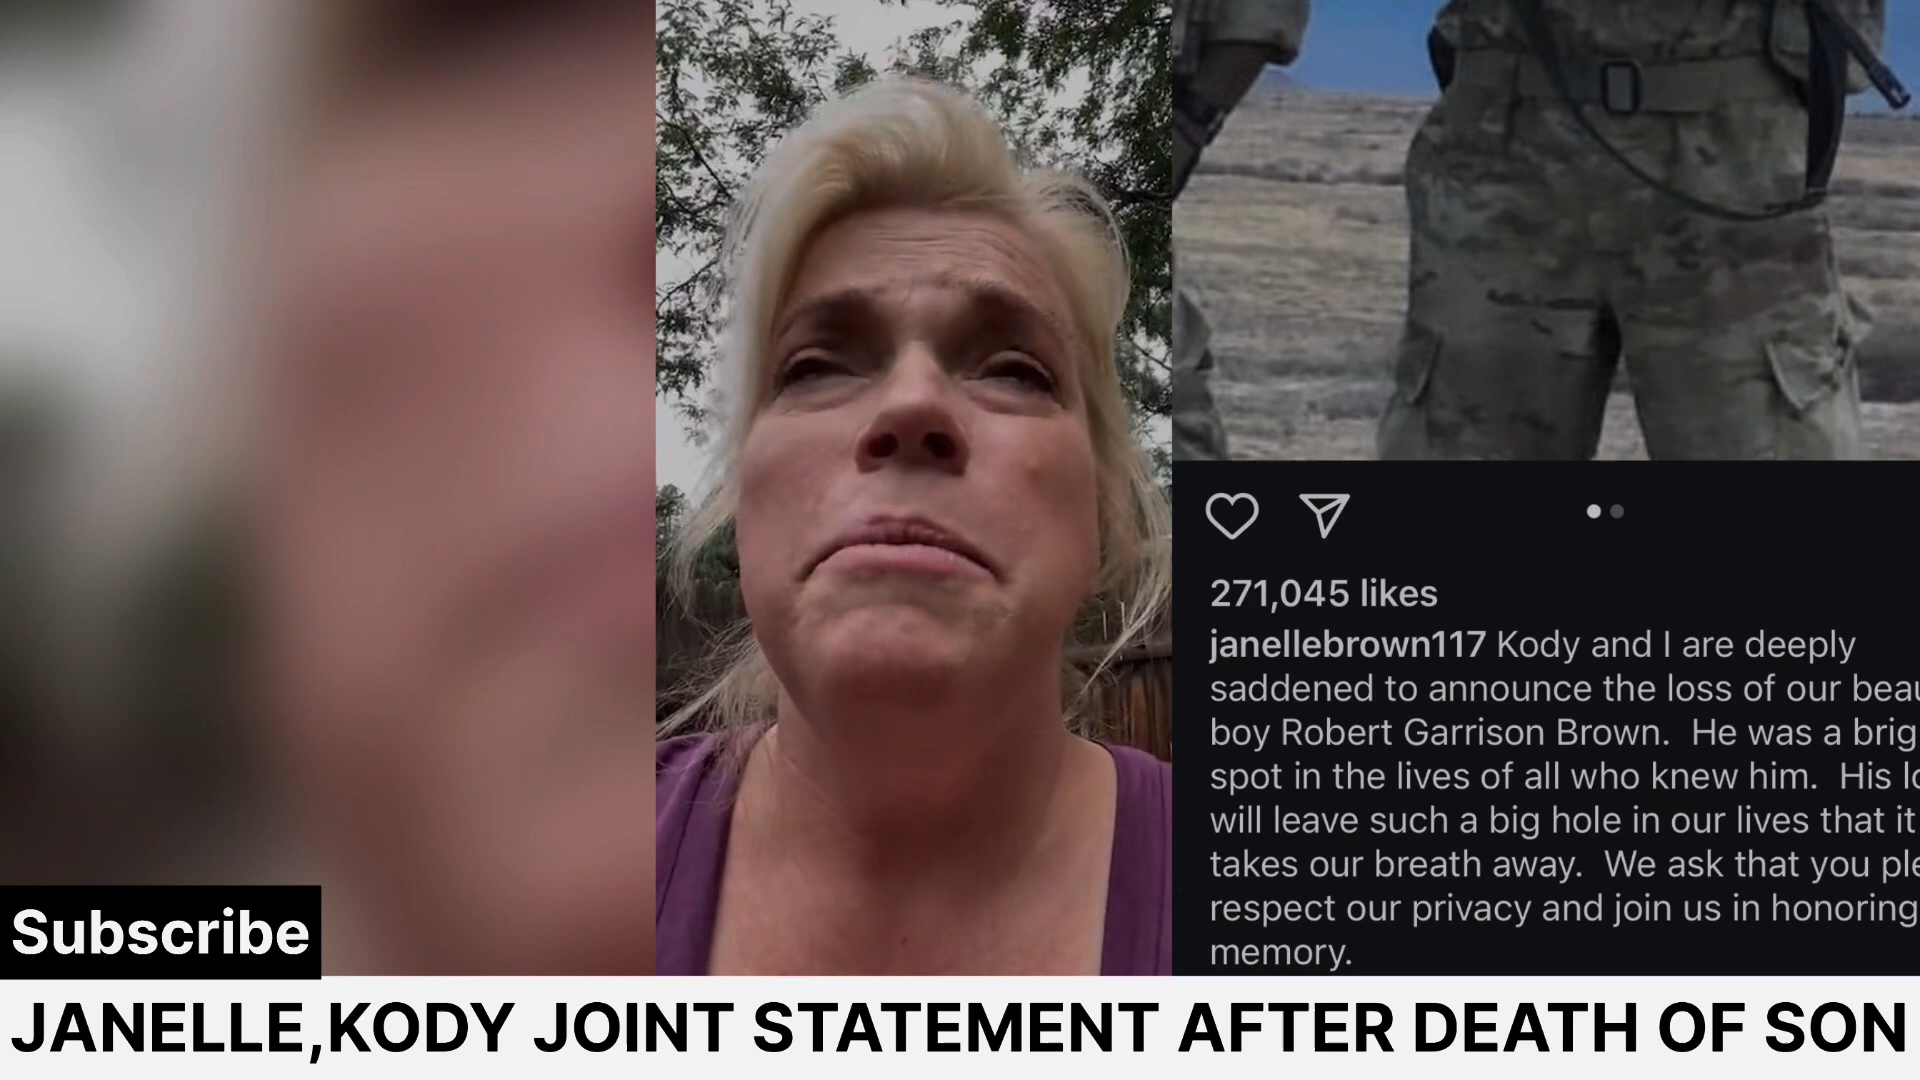 271,045 likes
janellebrown117 Kody and I are deeply
saddened to announce the loss of our
boy Robert Garrison Brown. He was a
spot in the lives of all who knew him. His
will leave such a big hole in our lives that it
takes our breath away. We ask that you
respect our privacy and join us in honoring
memory.
Subscribe
JANELLE,KODY JOINT STATEMENT AFTER DEATH OF SON